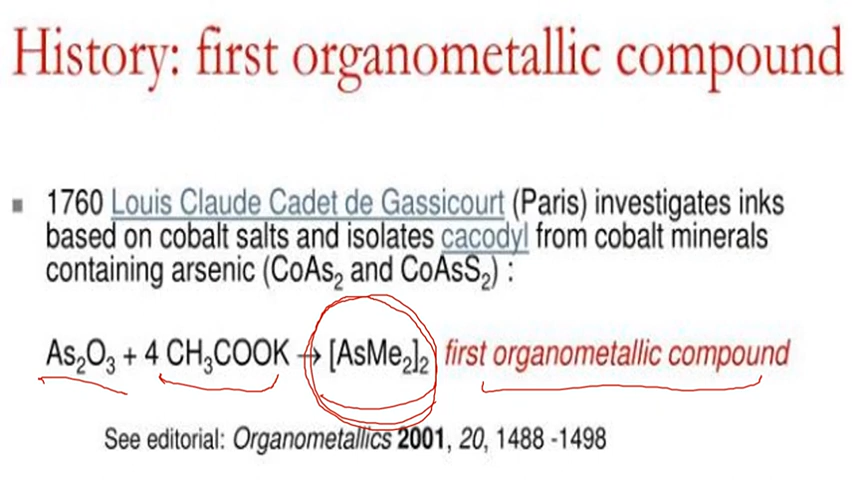 History: first organometallic compound
▪ 1760 Louis Claude Cadet de Gassicourt (Paris) investigates inks
based on cobalt salts and isolates cacodyl from cobalt minerals
containing arsenic (CoAs₂ and CoAsS₂) :
As₂O₃ + 4 CH₃COOK → [AsMe₂]₂ first organometallic compound
See editorial: Organometallics 2001, 20, 1488 -1498